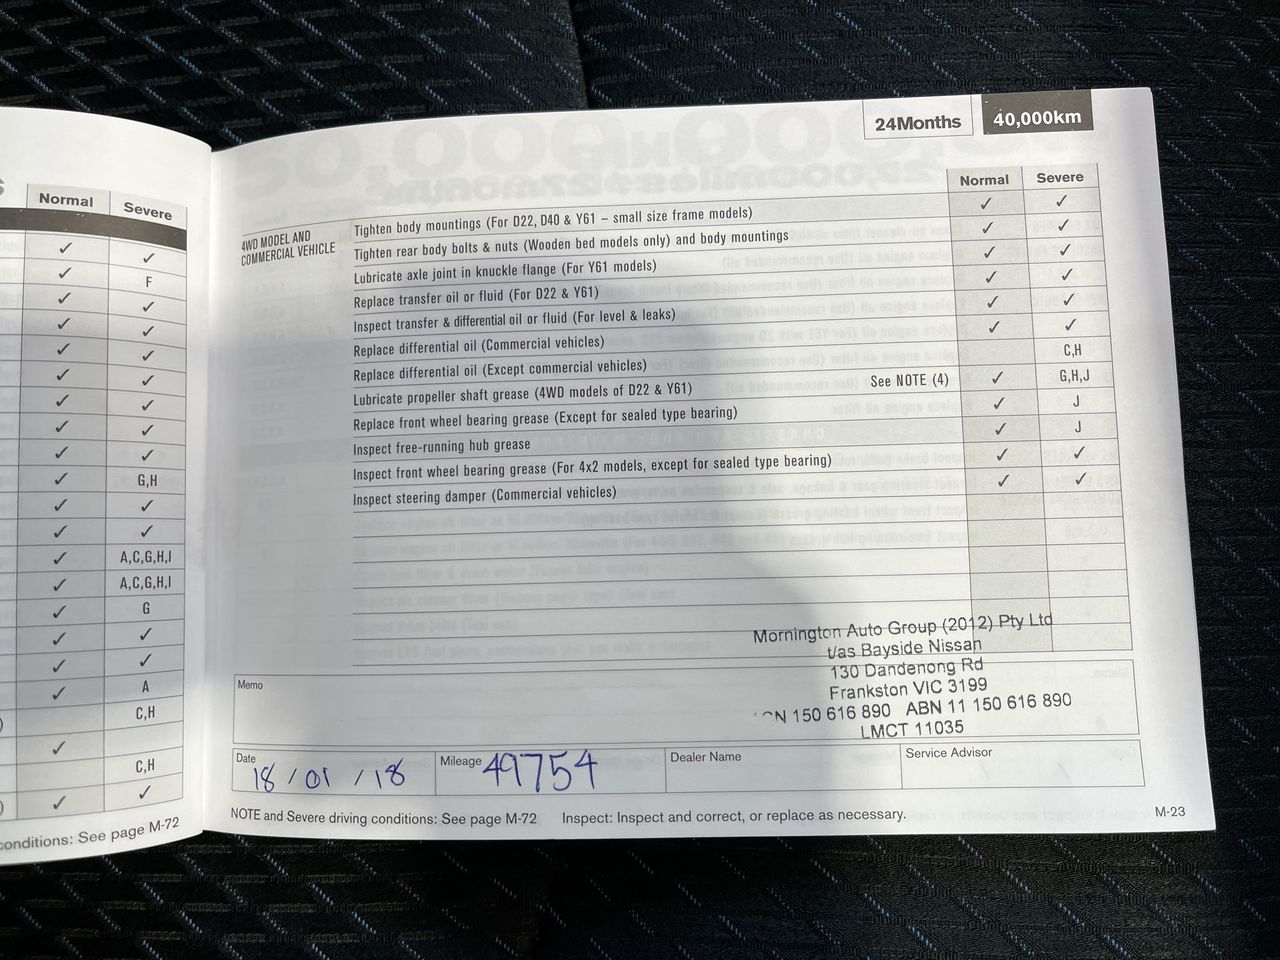 Normal Severe
✓ ✓
✓ F
✓ ✓
✓ ✓
✓ ✓
✓ ✓
✓ ✓
✓ ✓
✓ ✓
✓ G,H
✓ ✓
✓ ✓
✓ A,C,G,H,I
✓ A,C,G,H,I
✓ G
✓ ✓
✓ ✓
✓ A
C,H
✓
C,H
✓ ✓
conditions: See page M-72
24Months 40,000km
Normal Severe
4WD MODEL AND
COMMERCIAL VEHICLE
Tighten body mountings (For D22, D40 & Y61 – small size frame models) ✓ ✓
Tighten rear body bolts & nuts (Wooden bed models only) and body mountings ✓ ✓
Lubricate axle joint in knuckle flange (For Y61 models) ✓ ✓
Replace transfer oil or fluid (For D22 & Y61) ✓ ✓
Inspect transfer & differential oil or fluid (For level & leaks) ✓ ✓
Replace differential oil (Commercial vehicles) ✓ ✓
Replace differential oil (Except commercial vehicles) C,H
Lubricate propeller shaft grease (4WD models of D22 & Y61) See NOTE (4) ✓ G,H,J
Replace front wheel bearing grease (Except for sealed type bearing) ✓ J
Inspect free-running hub grease ✓ J
Inspect front wheel bearing grease (For 4x2 models, except for sealed type bearing) ✓ ✓
Inspect steering damper (Commercial vehicles) ✓ ✓
Mornington Auto Group (2012) Pty Ltd
t/as Bayside Nissan
130 Dandenong Rd
Frankston VIC 3199
150 616 890 ABN 11 150 616 890
LMCT 11035
Memo
Date 18/01/18 Mileage 49754 Dealer Name Service Advisor
NOTE and Severe driving conditions: See page M-72 Inspect: Inspect and correct, or replace as necessary.
M-23